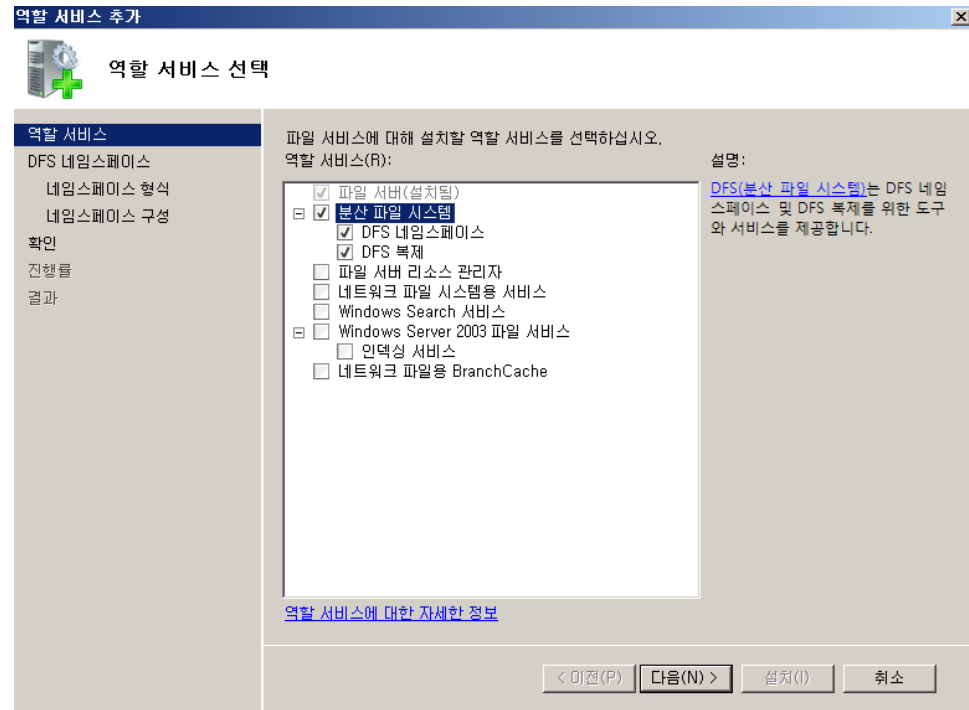 역할 서비스 추가
역할 서비스 선택
역할 서비스
DFS 네임스페이스
네임스페이스 형식
네임스페이스 구성
확인
진행률
결과
파일 서비스에 대해 설치할 역할 서비스를 선택하십시오.
역할 서비스(R):
파일 서버(설치됨)
분산 파일 시스템
DFS 네임스페이스
DFS 복제
파일 서버 리소스 관리자
네트워크 파일 시스템용 서비스
Windows Search 서비스
Windows Server 2003 파일 서비스
인덱싱 서비스
네트워크 파일용 BranchCache
역할 서비스에 대한 자세한 정보
설명:
DFS(분산 파일 시스템)는 DFS 네임
스페이스 및 DFS 복제를 위한 도구
와 서비스를 제공합니다.
< 이전(P) 다음(N) > 설치(I) 취소